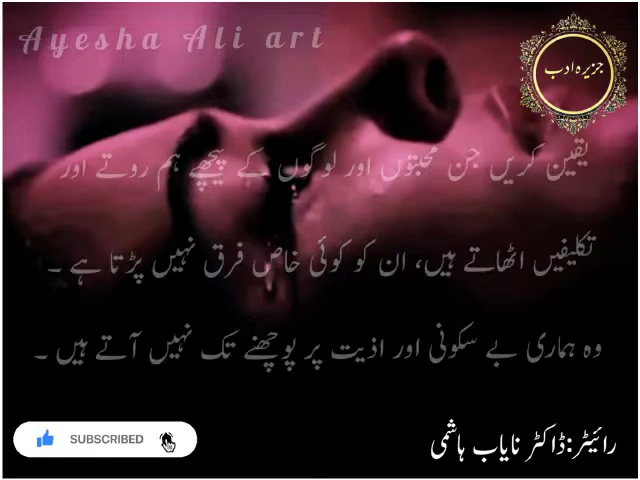 Ayesha Ali art
جزیرہ ادب
یقین کریں جن محبتوں اور لوگوں کے پیچھے ہم روتے اور
تکلیفیں اٹھاتے ہیں، ان کو کوئی خاص فرق نہیں پڑتا ہے ۔
وہ ہماری بے سکونی اور اذیت پر پوچھنے تک نہیں آتے ہیں ۔
SUBSCRIBED
رائیٹر:ڈاکٹر نایاب ہاشمی